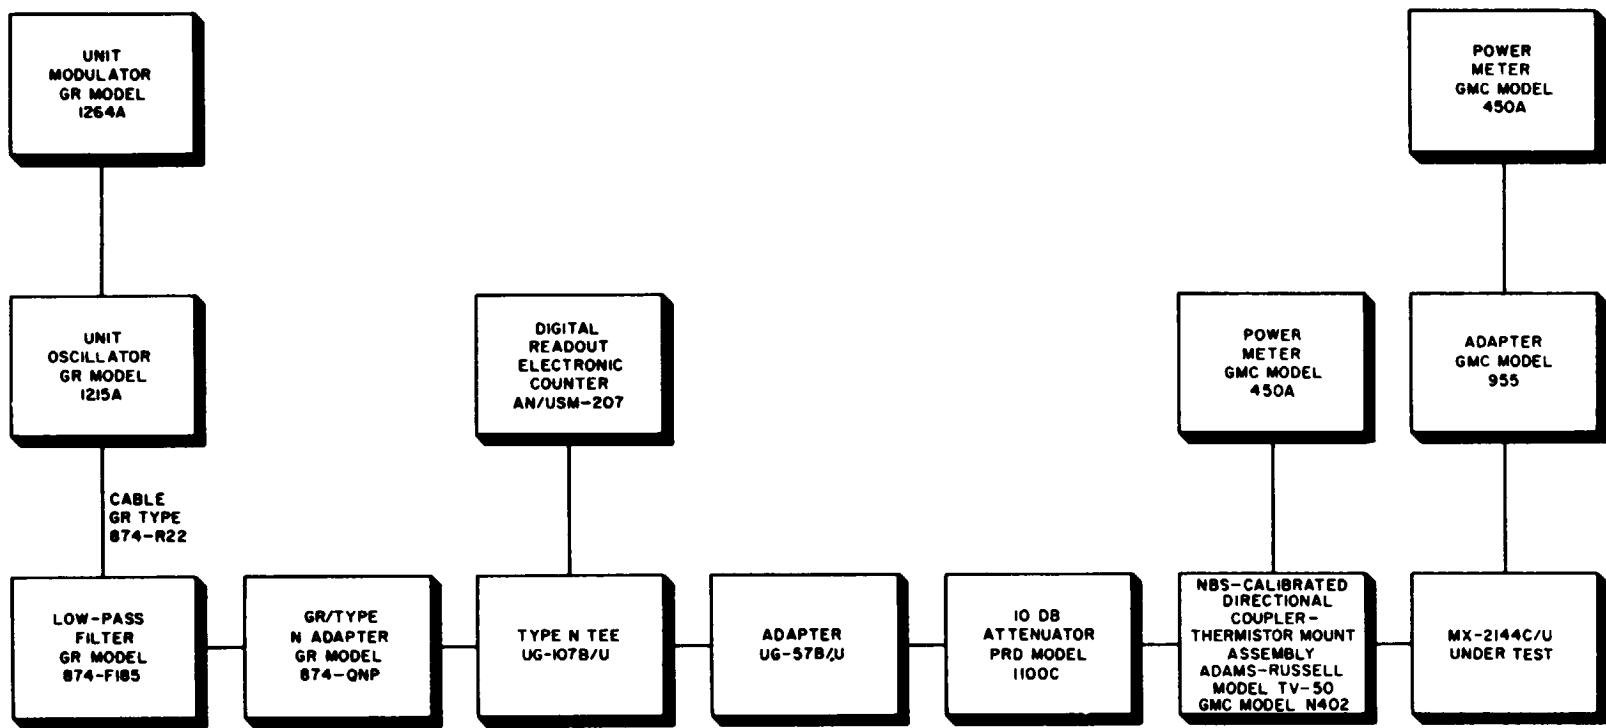 UNIT
MODULATOR
GR MODEL
1264A
POWER
METER
GMC MODEL
450A
UNIT
OSCILLATOR
GR MODEL
1215A
DIGITAL
READOUT
ELECTRONIC
COUNTER
AN/USM-207
POWER
METER
GMC MODEL
450A
ADAPTER
GMC MODEL
955
CABLE
GR TYPE
874-R22
LOW-PASS
FILTER
GR MODEL
874-F185
GR/TYPE
N ADAPTER
GR MODEL
874-QNP
TYPE N TEE
UG-107B/U
ADAPTER
UG-57B/U
10 DB
ATTENUATOR
PRD MODEL
1100C
NBS-CALIBRATED
DIRECTIONAL
COUPLER-
THERMISTOR MOUNT
ASSEMBLY
ADAMS-RUSSELL
MODEL TV-50
GMC MODEL N402
MX-2144C/U
UNDER TEST